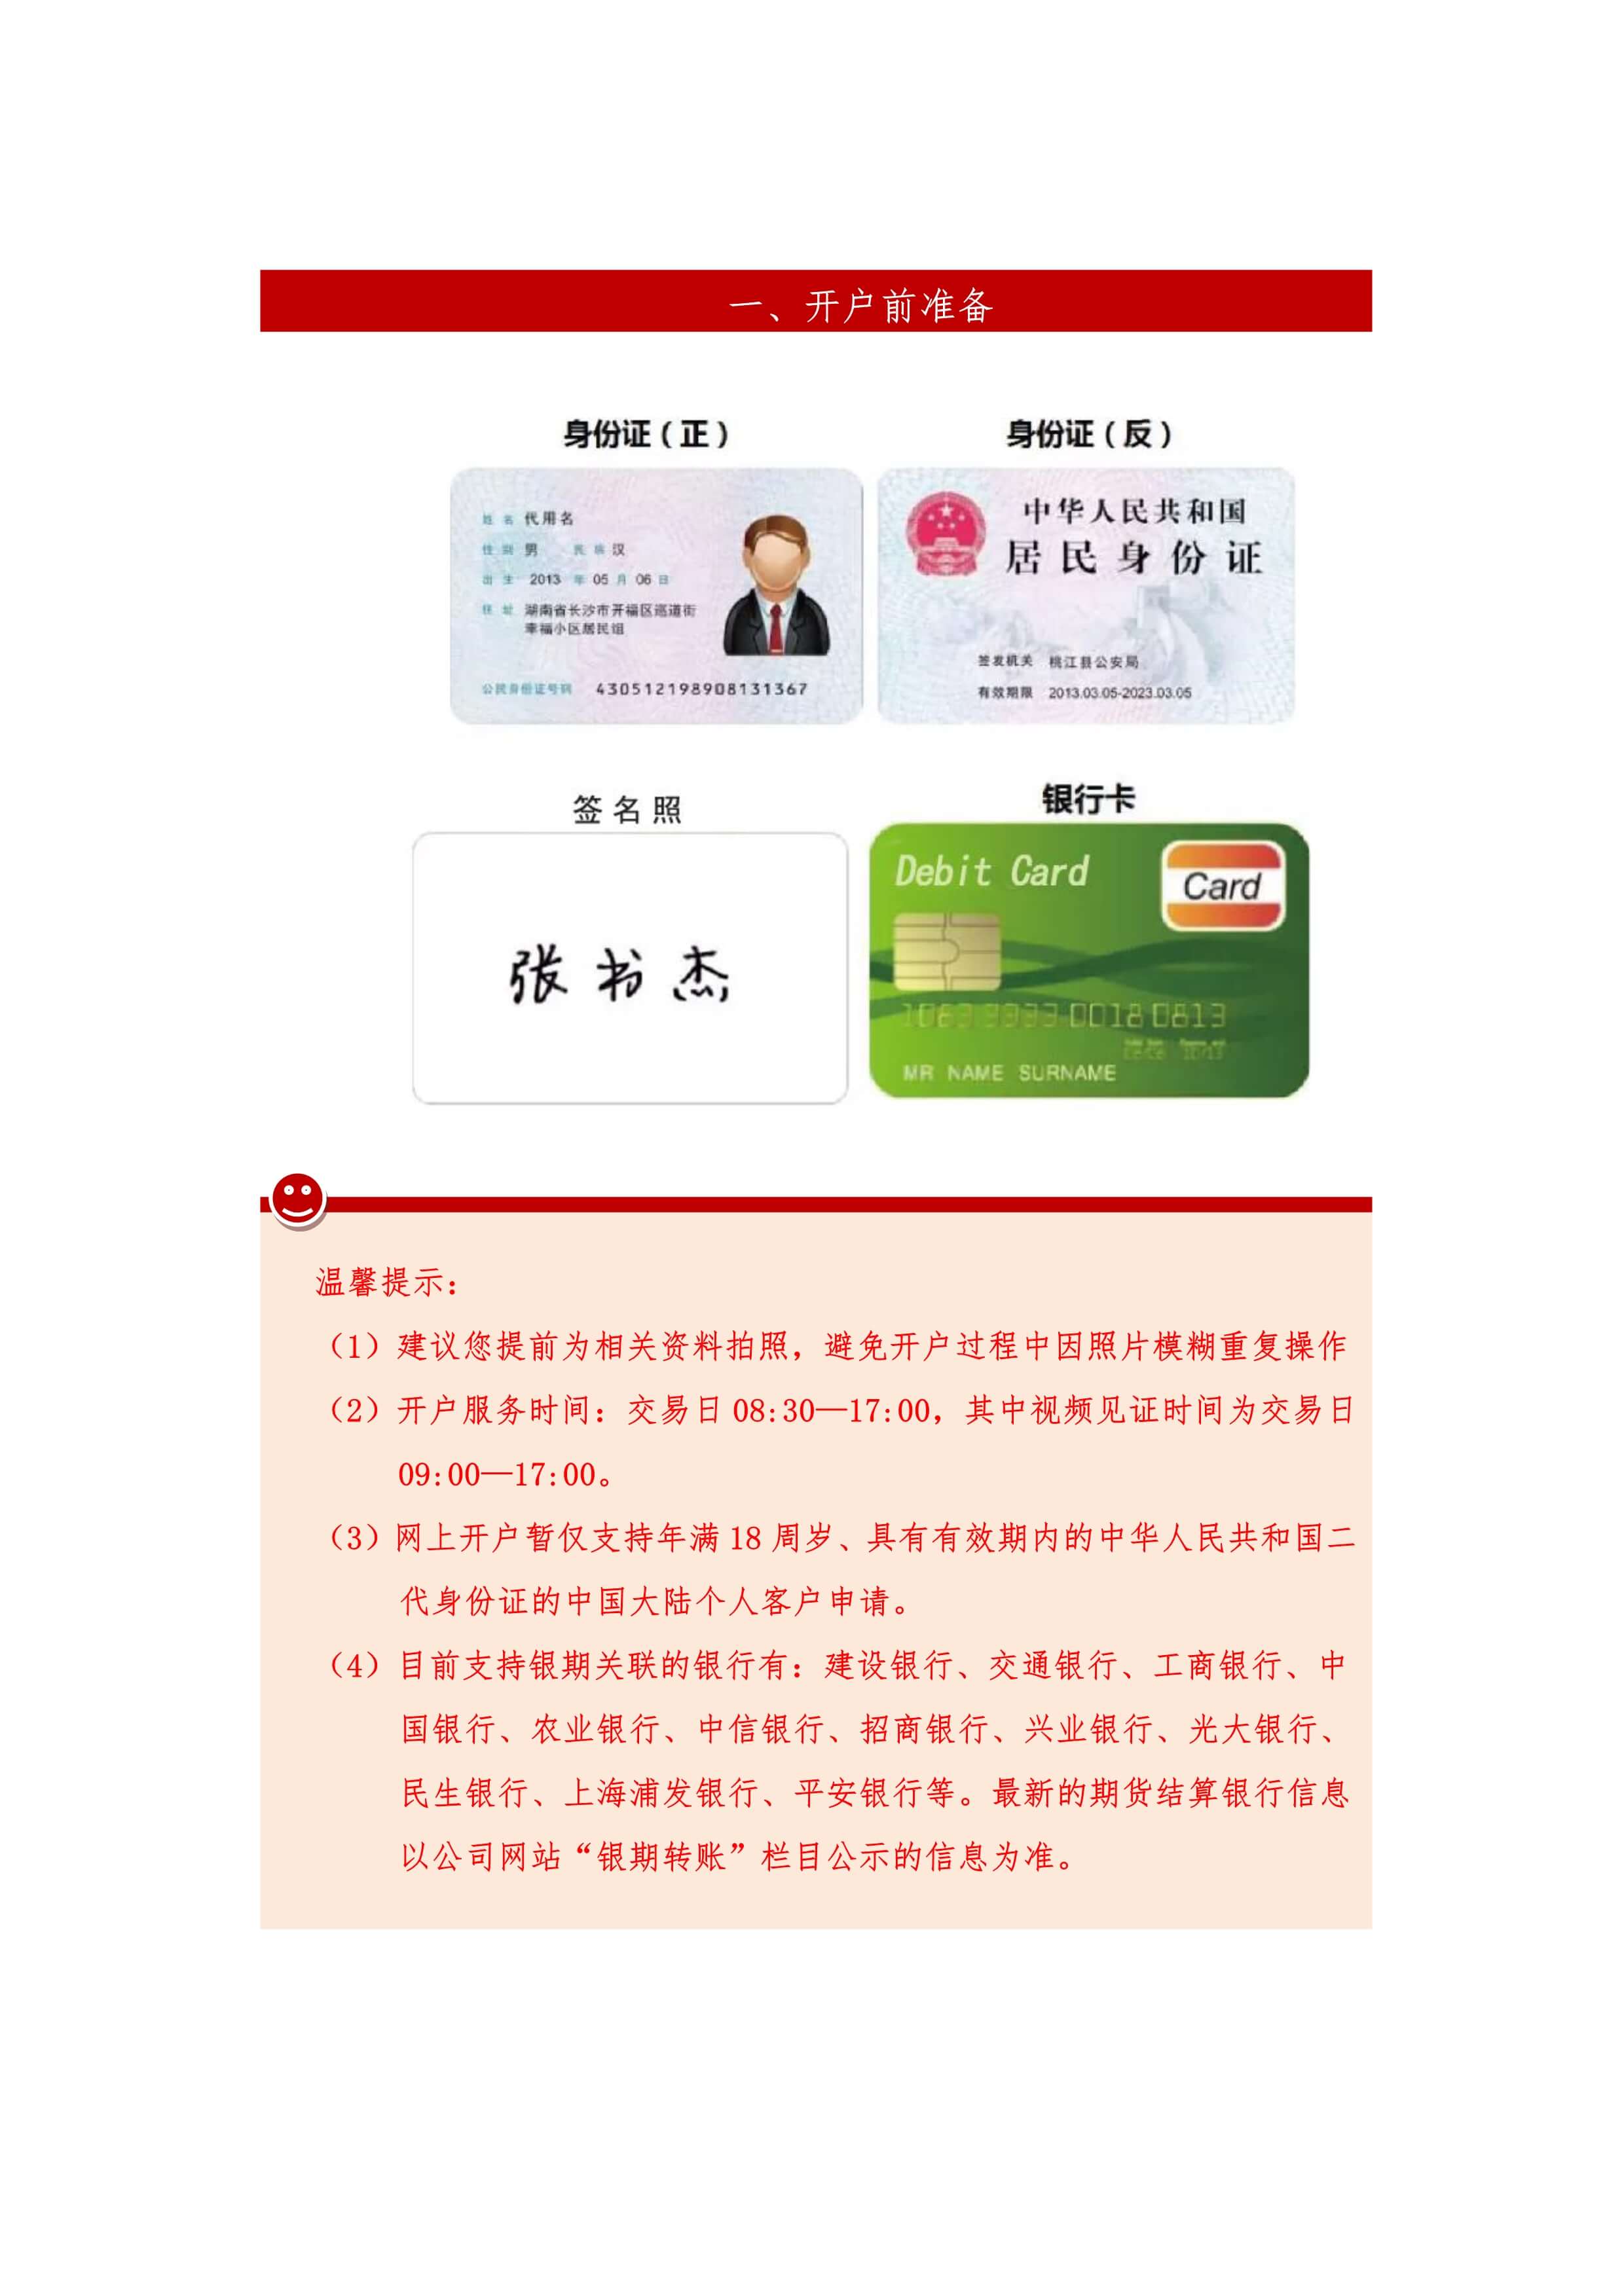 一、开户前准备
身份证（正）
身份证（反）
姓 名 代用名
性 别 男 民 族 汉
出 生 2013 年 05 月 06 日
住 址 湖南省长沙市开福区巡道街
幸福小区居民组
公民身份证号码 430512198908131367
中华人民共和国
居民身份证
签发机关 桃江县公安局
有效期限 2013.03.05-2023.03.05
签名照
银行卡
张书杰
Debit Card
Card
0018 0813
MR NAME SURNAME
温馨提示：
（1）建议您提前为相关资料拍照，避免开户过程中因照片模糊重复操作
（2）开户服务时间：交易日 08:30—17:00，其中视频见证时间为交易日
09:00—17:00。
（3）网上开户暂仅支持年满 18 周岁、具有有效期内的中华人民共和国二
代身份证的中国大陆个人客户申请。
（4）目前支持银期关联的银行有：建设银行、交通银行、工商银行、中
国银行、农业银行、中信银行、招商银行、兴业银行、光大银行、
民生银行、上海浦发银行、平安银行等。最新的期货结算银行信息
以公司网站“银期转账”栏目公示的信息为准。